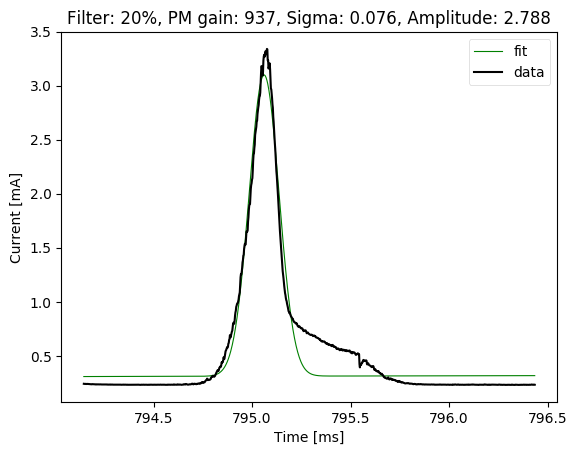 Filter: 20%, PM gain: 937, Sigma: 0.076, Amplitude: 2.788
fit
data
3.5
3.0
2.5
2.0
1.5
1.0
0.5
Current [mA]
794.5
795.0
795.5
796.0
796.5
Time [ms]